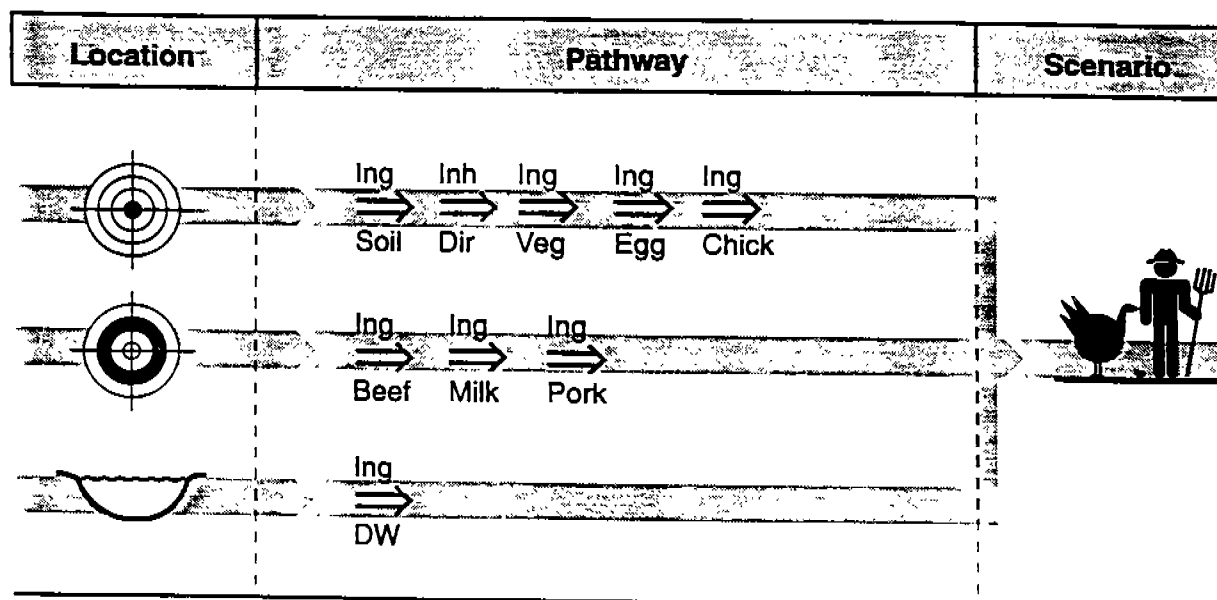 Location Pathway Scenario
Ing Inh Ing Ing Ing
Soil Dir Veg Egg Chick
Ing Ing Ing
Beef Milk Pork
Ing
DW